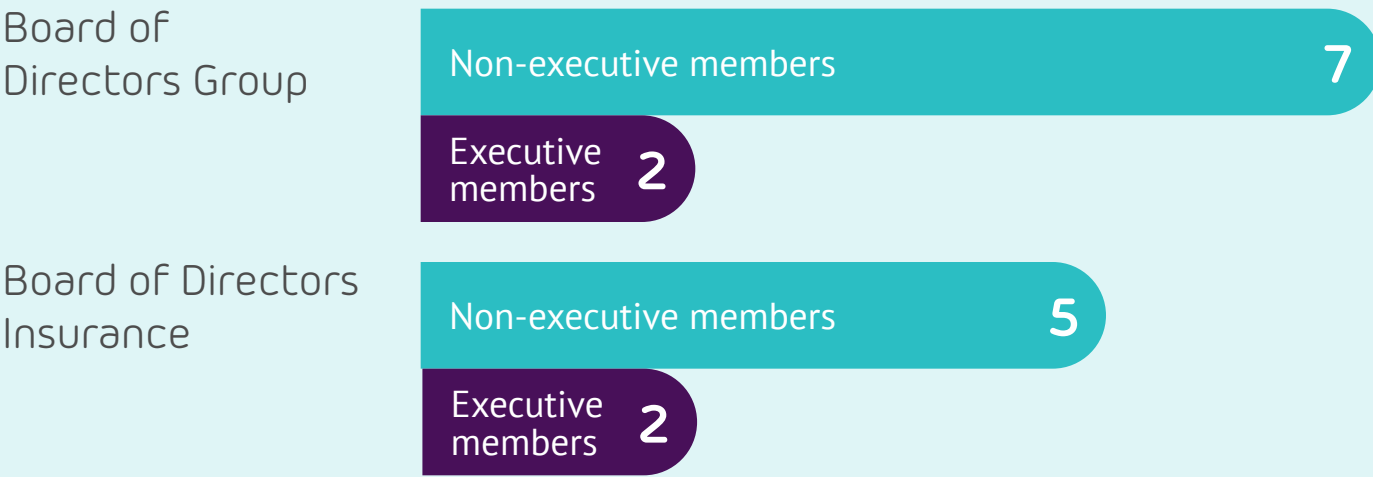 Board of
Directors Group
Non-executive members 7
Executive
members 2
Board of Directors
Insurance
Non-executive members 5
Executive
members 2